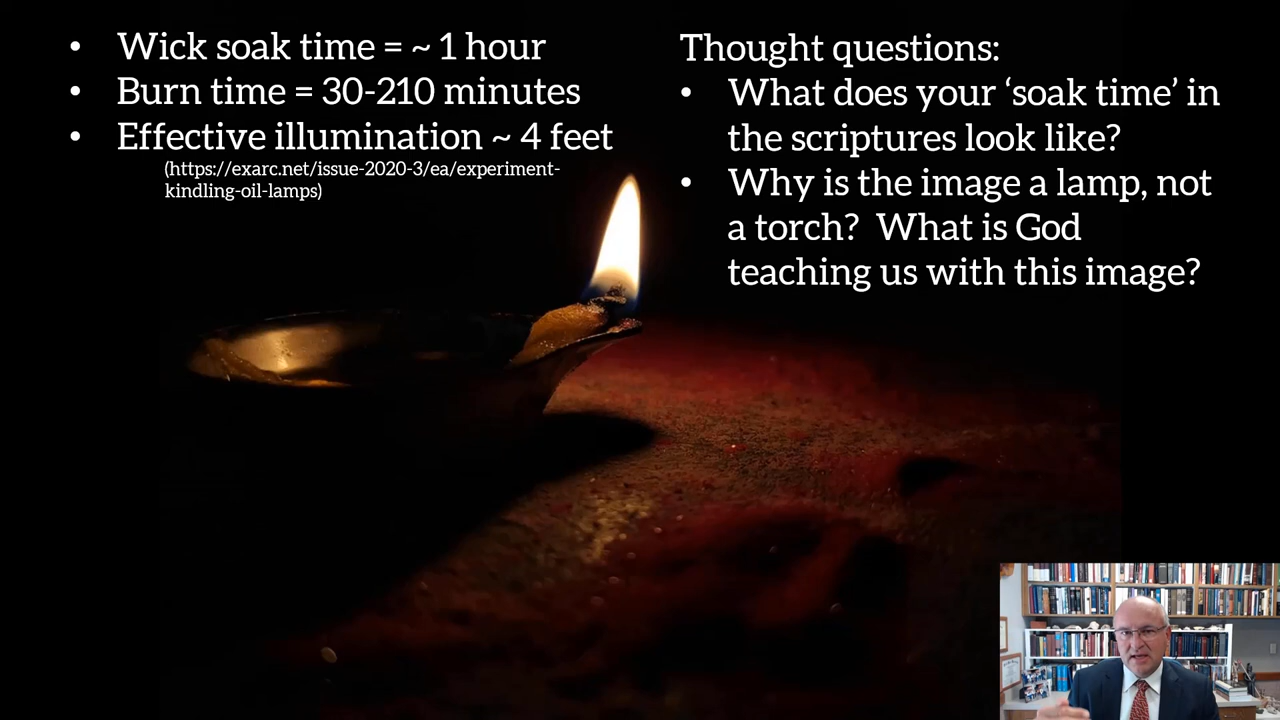 • Wick soak time = ~ 1 hour
• Burn time = 30-210 minutes
• Effective illumination ~ 4 feet
(https://exarc.net/issue-2020-3/ea/experiment-
kindling-oil-lamps)
Thought questions:
• What does your ‘soak time’ in
the scriptures look like?
• Why is the image a lamp, not
a torch?  What is God
teaching us with this image?